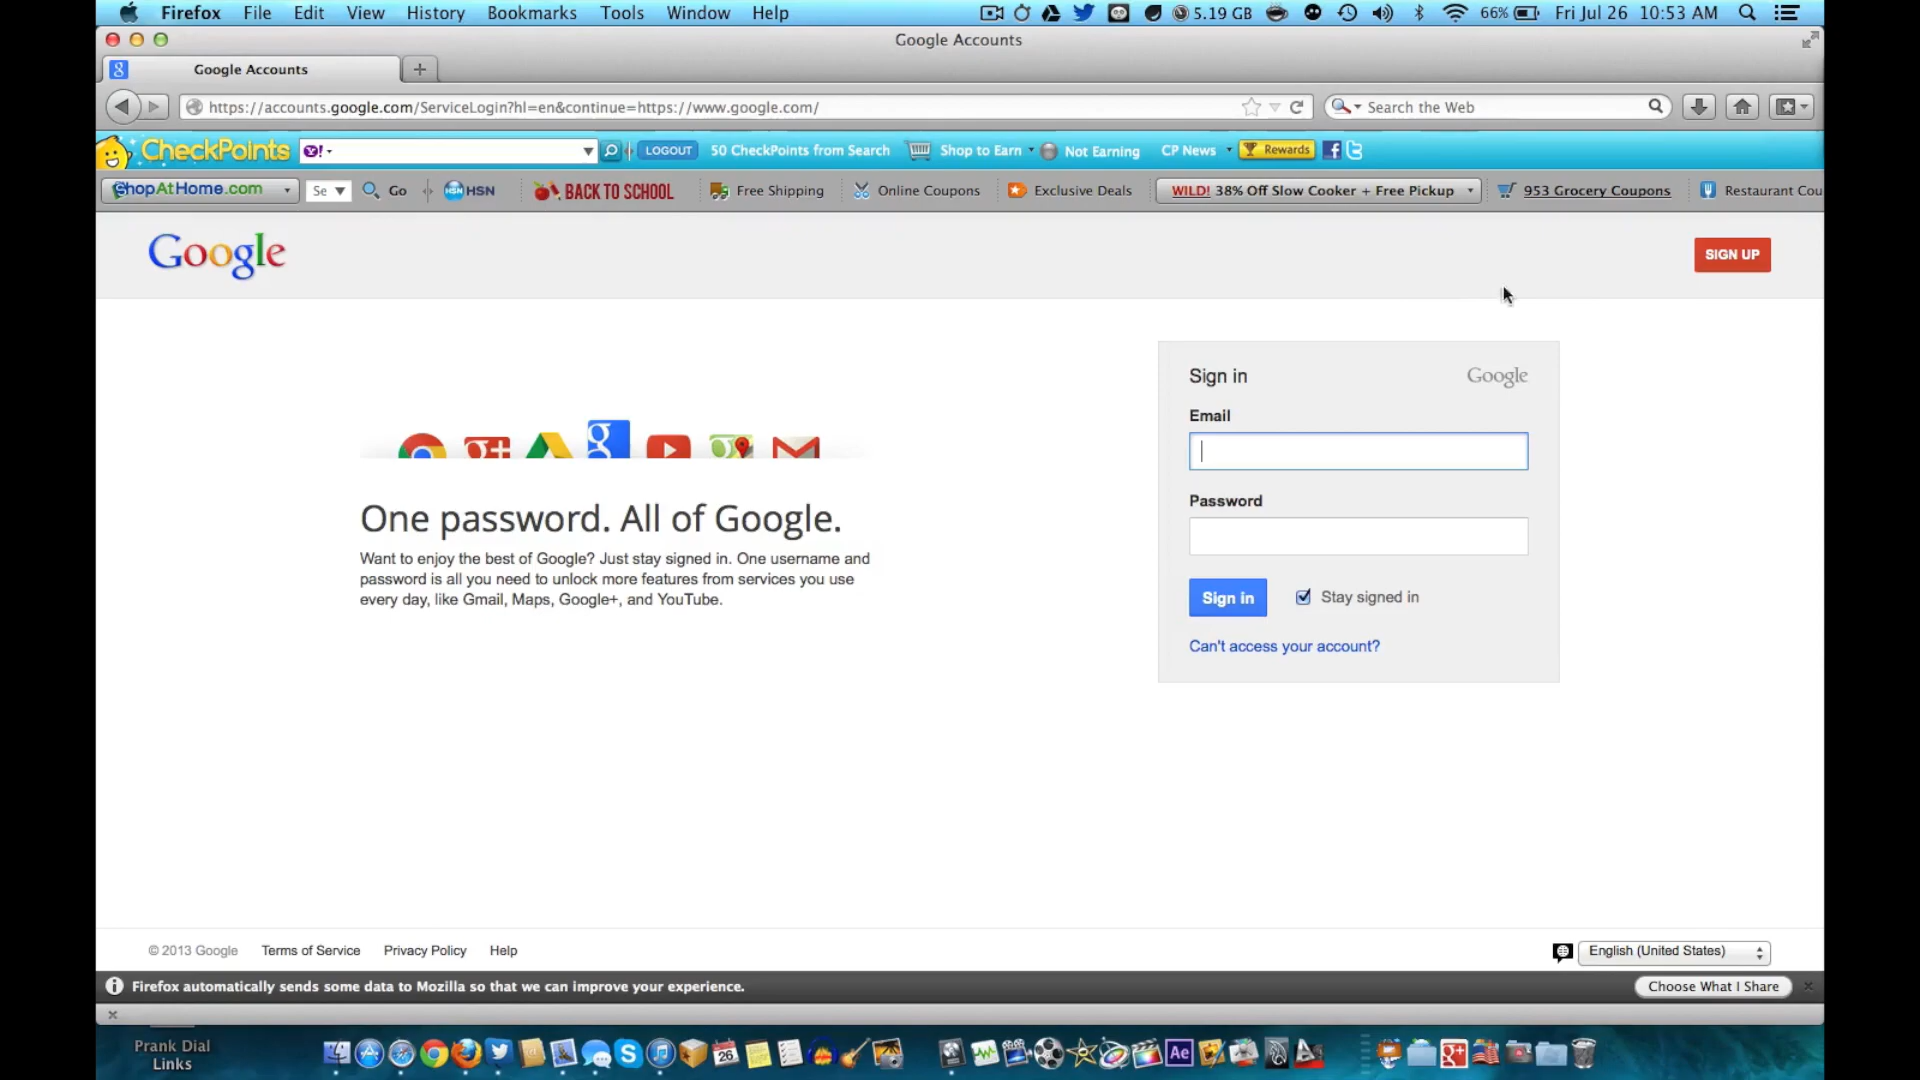 Firefox File Edit View History Bookmarks Tools Window Help 5.19 GB 66% Fri Jul 26 10:53 AM
Google Accounts
Google Accounts
https://accounts.google.com/ServiceLogin?hl=en&continue=https://www.google.com/ Search the Web
CheckPoints LOGOUT 50 CheckPoints from Search Shop to Earn Not Earning CP News Rewards
ShopAtHome.com Se Go HSN BACK TO SCHOOL Free Shipping Online Coupons Exclusive Deals WILD! 38% Off Slow Cooker + Free Pickup 953 Grocery Coupons Restaurant Cou
Google SIGN UP
Sign in Google
Email
Password
Sign in Stay signed in
Can't access your account?
One password. All of Google.
Want to enjoy the best of Google? Just stay signed in. One username and
password is all you need to unlock more features from services you use
every day, like Gmail, Maps, Google+, and YouTube.
© 2013 Google Terms of Service Privacy Policy Help English (United States)
Firefox automatically sends some data to Mozilla so that we can improve your experience. Choose What I Share
Prank Dial
Links
26
Ae